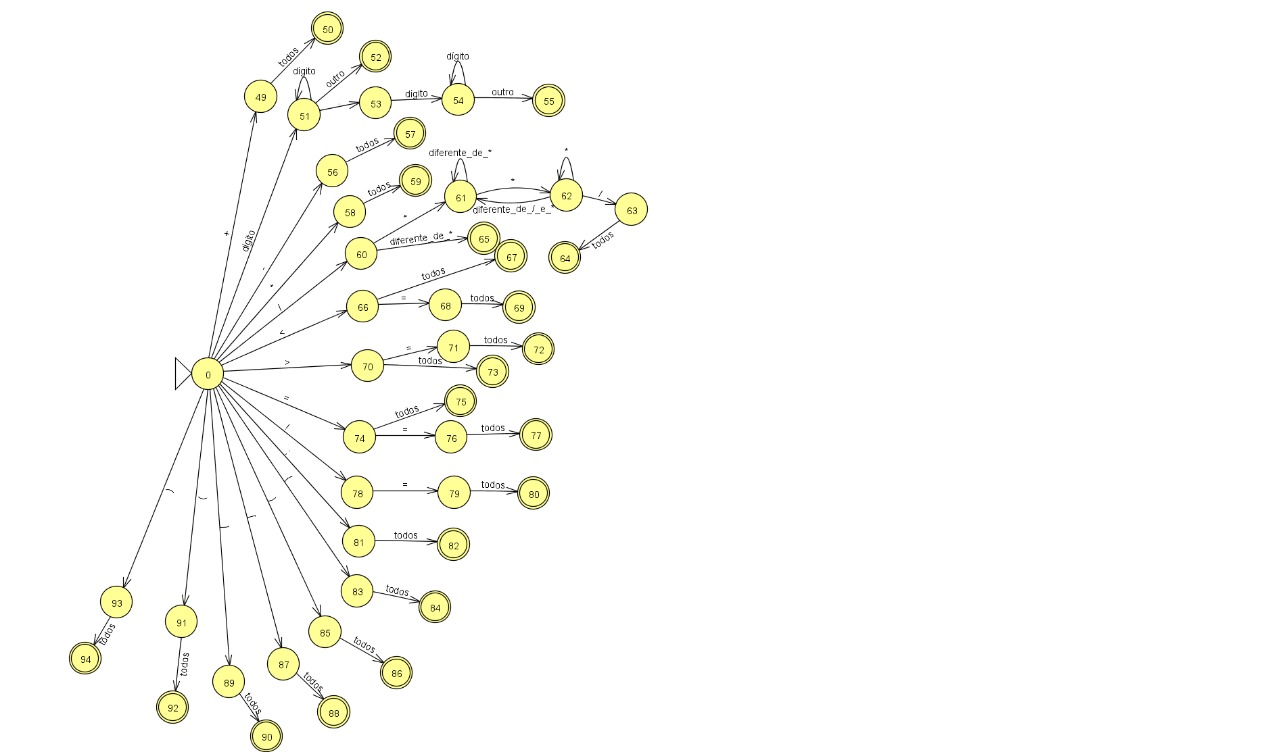 50
todos
49
+
digito
51
outro
52
53
digito
digito
54
outro
55
digito
56
todos
57
58
todos
59
*
60
*
diferente_de_*
61
*
diferente_de_/_e_*
*
62
/
63
todos
64
diferente_de_*
65
<
66
todos
67
=
68
todos
69
0
>
70
=
71
todos
72
todos
73
=
74
todos
75
=
76
todos
77
78
=
79
todos
80
81
todos
82
83
todos
84
85
todos
86
87
todos
88
89
todos
90
91
todos
92
93
todos
94